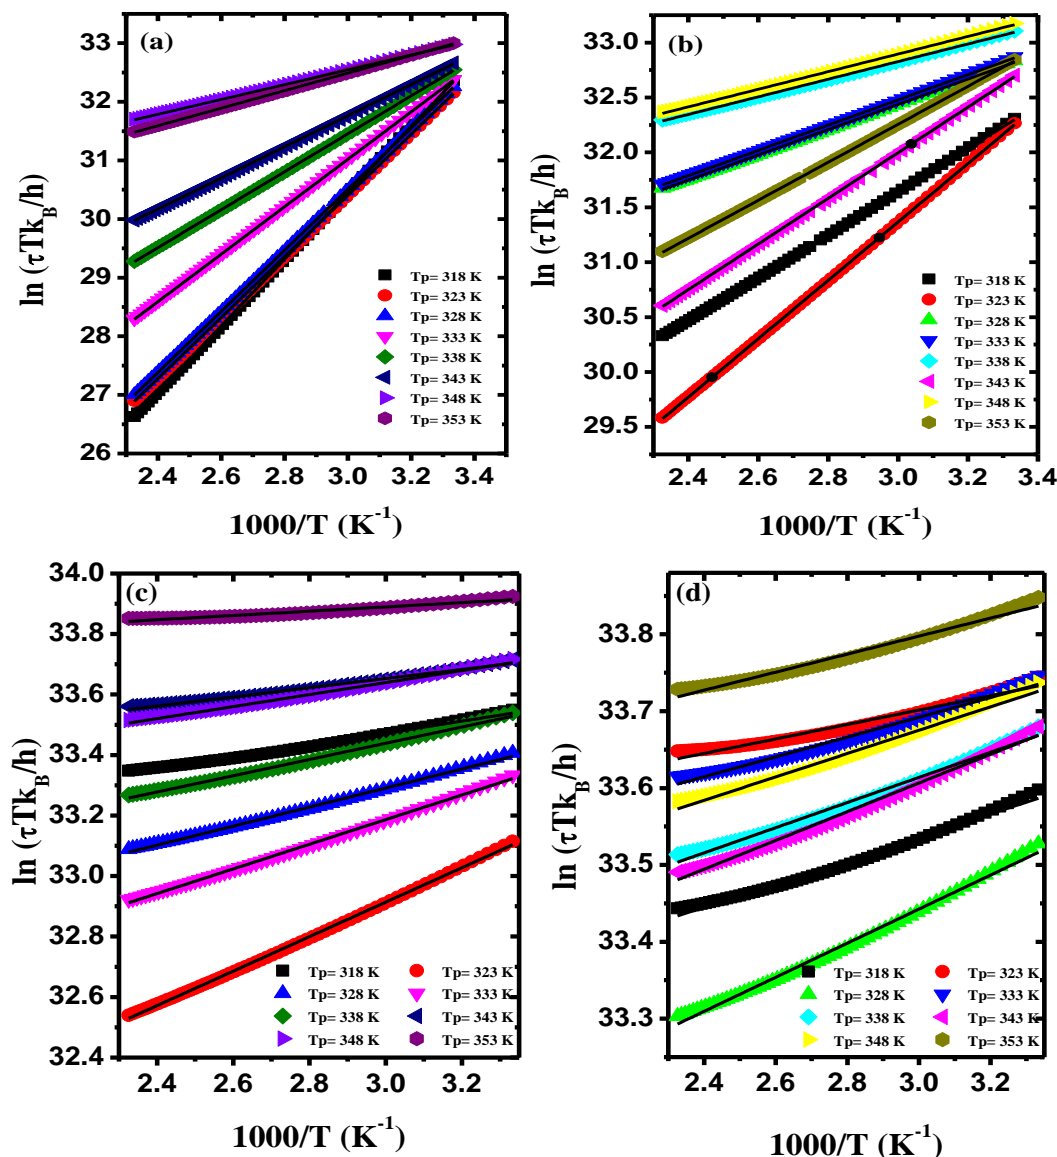 (a)
33
32
31
30
29
28
27
26
ln (τTk_B/h)
Tp= 318 K
Tp= 323 K
Tp= 328 K
Tp= 333 K
Tp= 338 K
Tp= 343 K
Tp= 348 K
Tp= 353 K
2.4 2.6 2.8 3.0 3.2 3.4
1000/T (K⁻¹)
(b)
33.0
32.5
32.0
31.5
31.0
30.5
30.0
29.5
ln (τTk_B/h)
Tp= 318 K
Tp= 323 K
Tp= 328 K
Tp= 333 K
Tp= 338 K
Tp= 343 K
Tp= 348 K
Tp= 353 K
2.4 2.6 2.8 3.0 3.2 3.4
1000/T (K⁻¹)
(c)
34.0
33.8
33.6
33.4
33.2
33.0
32.8
32.6
32.4
ln (τTk_B/h)
Tp= 318 K Tp= 323 K
Tp= 328 K Tp= 333 K
Tp= 338 K Tp= 343 K
Tp= 348 K Tp= 353 K
2.4 2.6 2.8 3.0 3.2
1000/T (K⁻¹)
(d)
33.8
33.7
33.6
33.5
33.4
33.3
ln (τTk_B/h)
Tp= 318 K Tp= 323 K
Tp= 328 K Tp= 333 K
Tp= 338 K Tp= 343 K
Tp= 348 K Tp= 353 K
2.4 2.6 2.8 3.0 3.2
1000/T (K⁻¹)